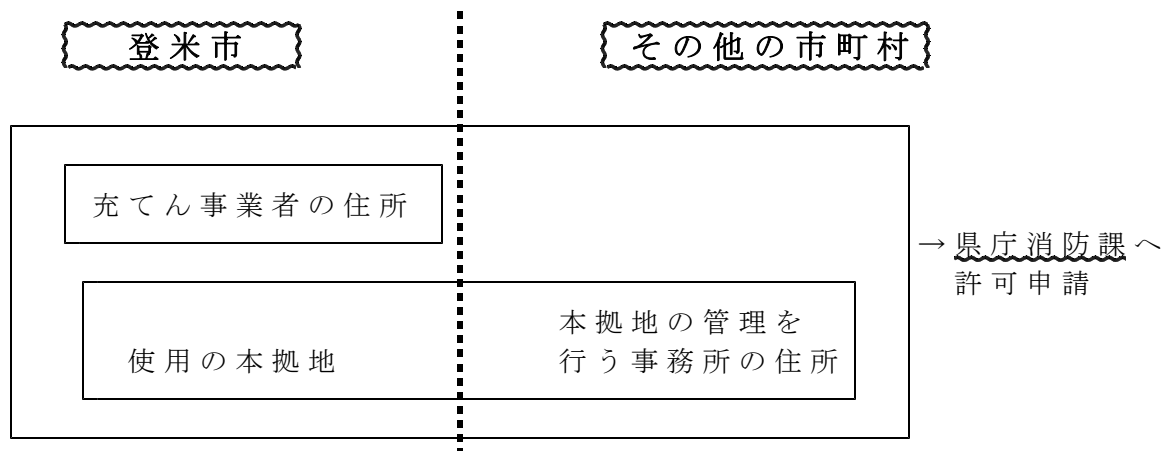 登米市
その他の市町村
充てん事業者の住所
→県庁消防課へ
許可申請
本拠地の管理を
使用の本拠地
行う事務所の住所